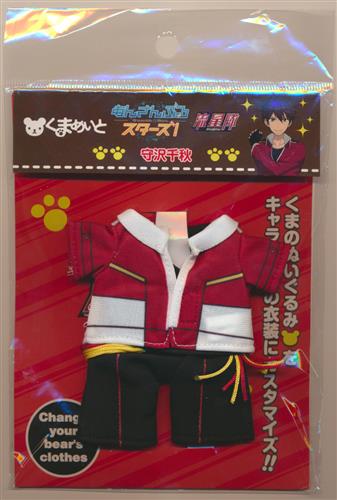 くまめいと
あんさんぶるスターズ！
流星隊
守沢千秋
くまのぬいぐるみを
キャラの衣装にカスタマイズ!!
Change
your
bear's
clothes